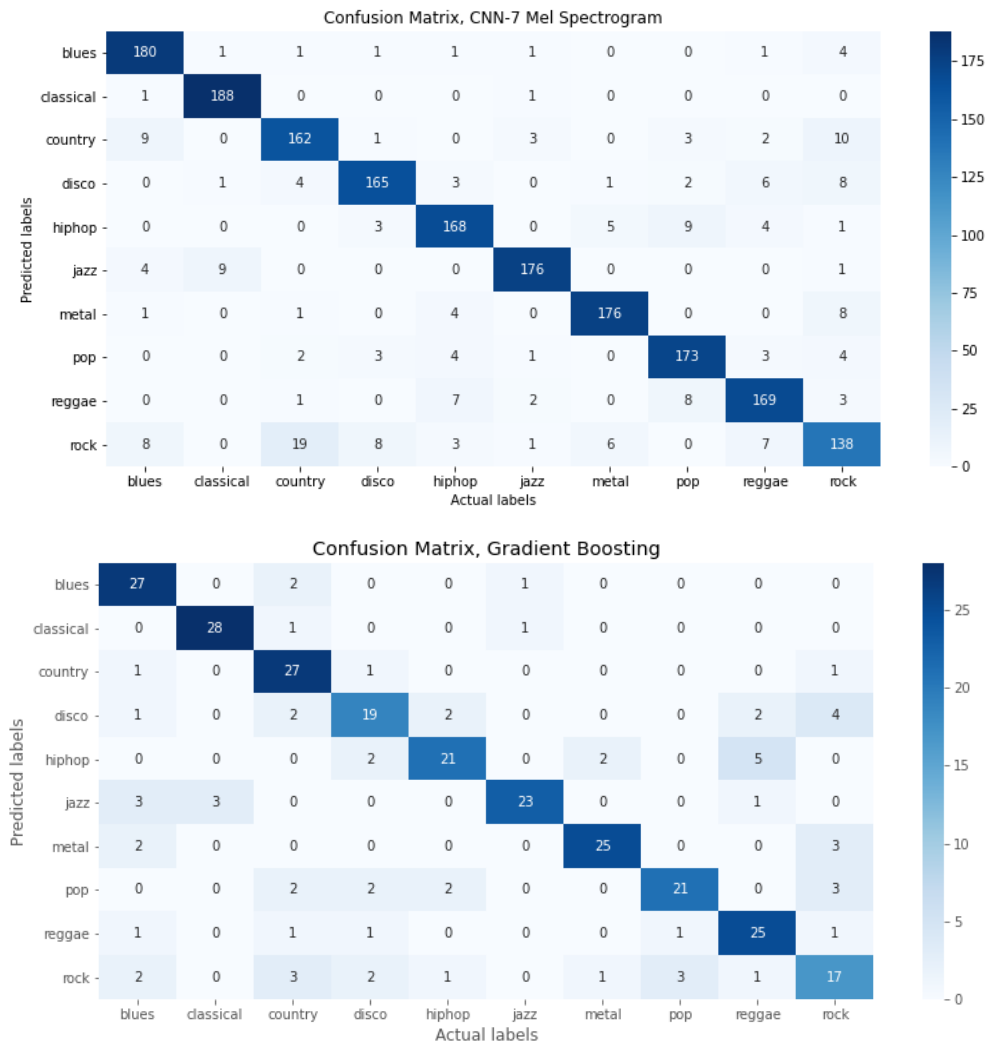 Confusion Matrix, CNN-7 Mel Spectrogram
Predicted labels
blues 180 1 1 1 1 1 0 0 1 4
classical 1 188 0 0 0 1 0 0 0 0
country 9 0 162 1 0 3 0 3 2 10
disco 0 1 4 165 3 0 1 2 6 8
hiphop 0 0 0 3 168 0 5 9 4 1
jazz 4 9 0 0 0 176 0 0 0 1
metal 1 0 1 0 4 0 176 0 0 8
pop 0 0 2 3 4 1 0 173 3 4
reggae 0 0 1 0 7 2 0 8 169 3
rock 8 0 19 8 3 1 6 0 7 138
blues classical country disco hiphop jazz metal pop reggae rock
Actual labels
175
150
125
100
75
50
25
0
Confusion Matrix, Gradient Boosting
Predicted labels
blues 27 0 2 0 0 1 0 0 0 0
classical 0 28 1 0 0 1 0 0 0 0
country 1 0 27 1 0 0 0 0 0 1
disco 1 0 2 19 2 0 0 0 2 4
hiphop 0 0 0 2 21 0 2 0 5 0
jazz 3 3 0 0 0 23 0 0 1 0
metal 2 0 0 0 0 0 25 0 0 3
pop 0 0 2 2 2 0 0 21 0 3
reggae 1 0 1 1 0 0 0 1 25 1
rock 2 0 3 2 1 0 1 3 1 17
blues classical country disco hiphop jazz metal pop reggae rock
Actual labels
25
20
15
10
5
0